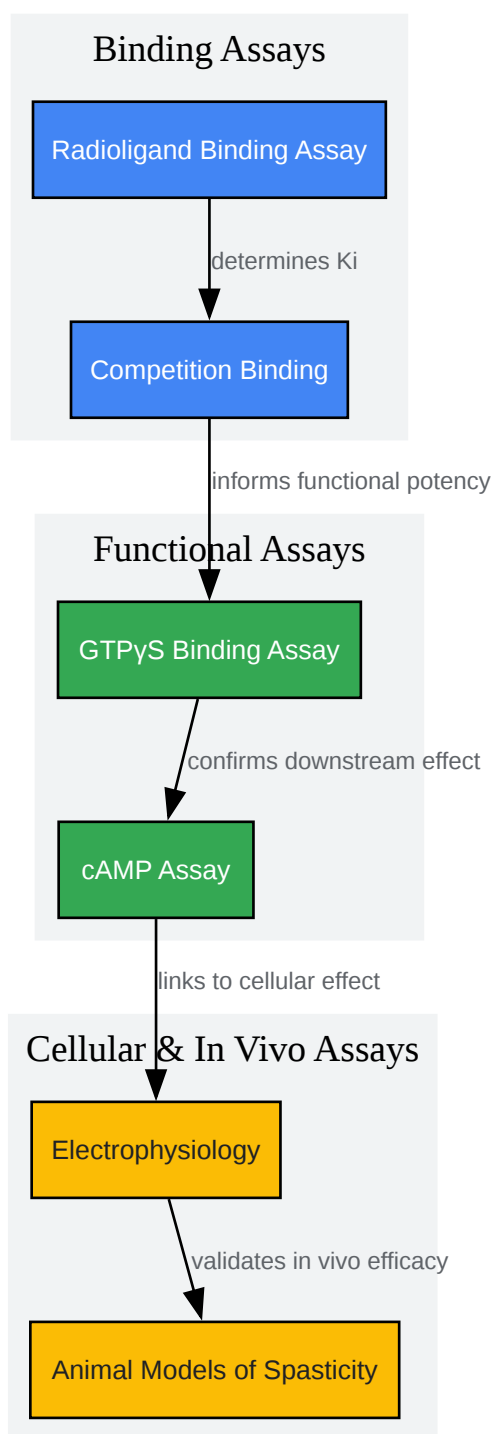 Binding Assays
Radioligand Binding Assay
determines Ki
Competition Binding
informs functional potency
Functional Assays
GTPγS Binding Assay
confirms downstream effect
cAMP Assay
links to cellular effect
Cellular & In Vivo Assays
Electrophysiology
validates in vivo efficacy
Animal Models of Spasticity